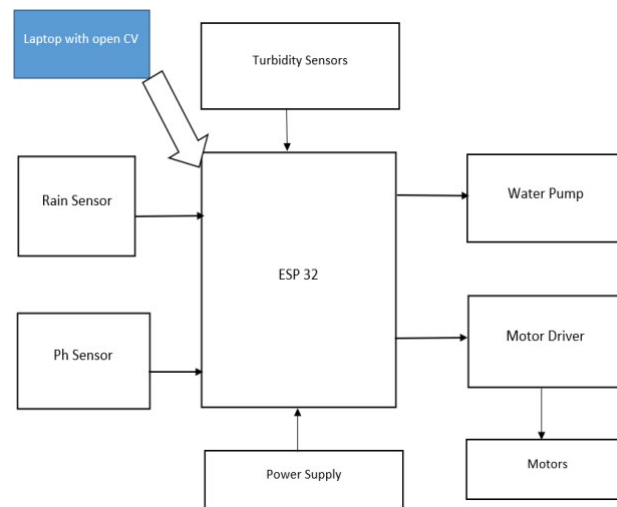 Laptop with open CV
Turbidity Sensors
Rain Sensor
Water Pump
ESP 32
Ph Sensor
Motor Driver
Power Supply
Motors